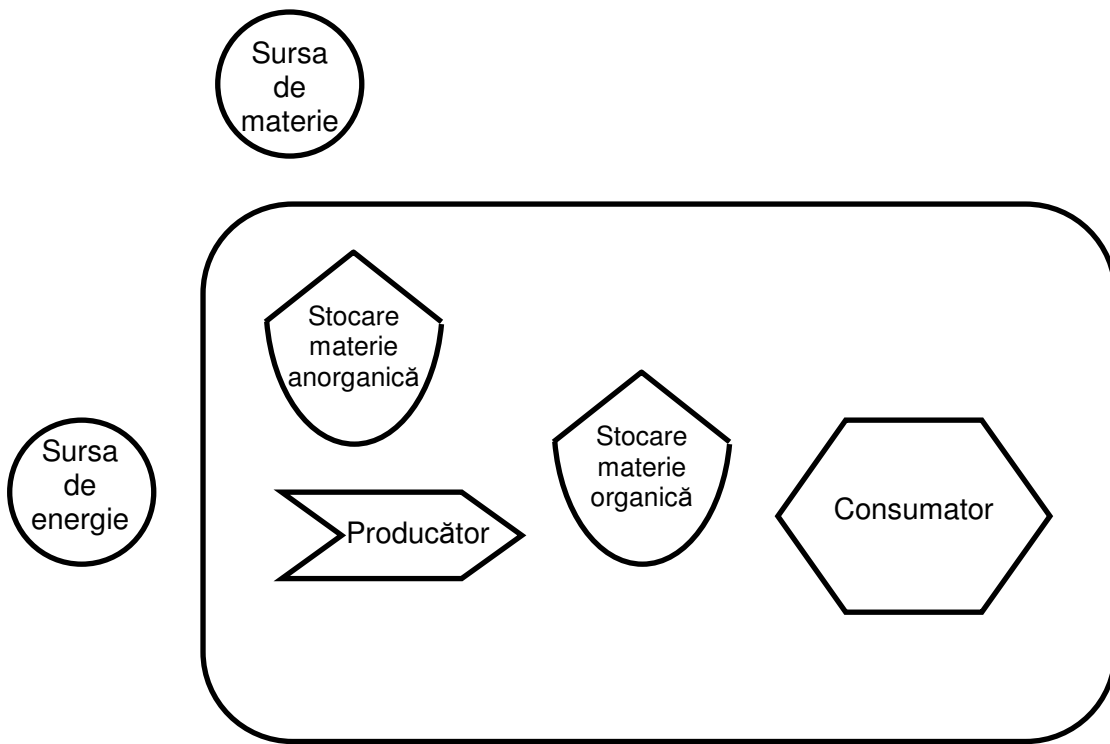 Sursa
de
materie
Stocare
materie
anorganică
Sursa
de
energie
Stocare
materie
organică
Producător
Consumator